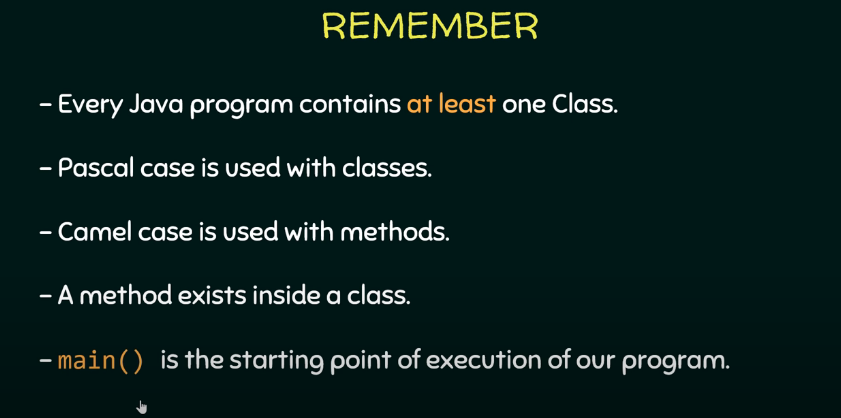 REMEMBER
- Every Java program contains at least one Class.
- Pascal case is used with classes.
- Camel case is used with methods.
- A method exists inside a class.
- main() is the starting point of execution of our program.